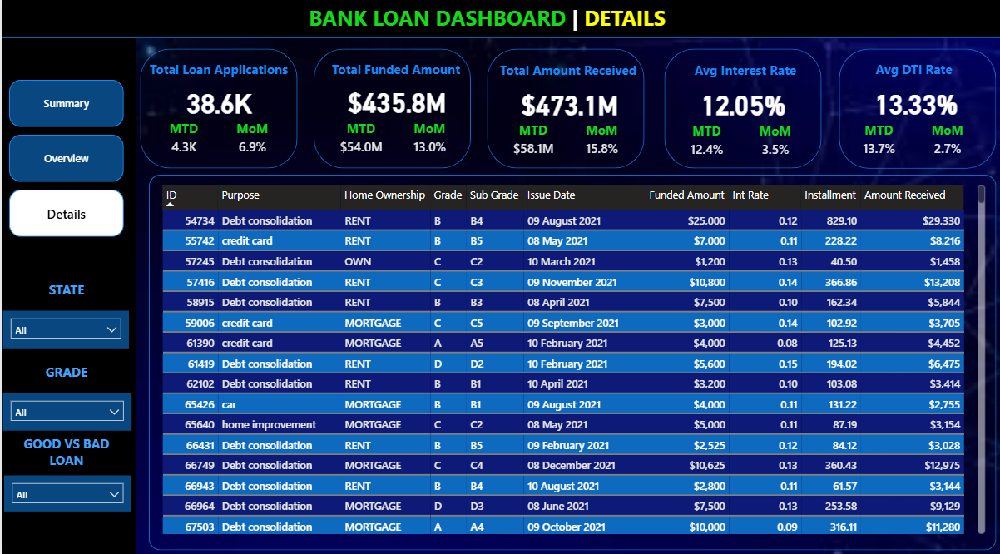 BANK LOAN DASHBOARD | DETAILS
Summary
Overview
Details
STATE
All
GRADE
All
GOOD VS BAD
LOAN
All
Total Loan Applications
38.6K
MTD MoM
4.3K 6.9%
Total Funded Amount
$435.8M
MTD MoM
$54.0M 13.0%
Total Amount Received
$473.1M
MTD MoM
$58.1M 15.8%
Avg Interest Rate
12.05%
MTD MoM
12.4% 3.5%
Avg DTI Rate
13.33%
MTD MoM
13.7% 2.7%
ID Purpose Home Ownership Grade Sub Grade Issue Date Funded Amount Int Rate Installment Amount Received
54734 Debt consolidation RENT B B4 09 August 2021 $25,000 0.12 829.10 $29,330
55742 credit card RENT B B5 08 May 2021 $7,000 0.11 228.22 $8,216
57245 Debt consolidation OWN C C2 10 March 2021 $1,200 0.13 40.50 $1,458
57416 Debt consolidation RENT C C3 09 November 2021 $10,800 0.14 366.86 $13,208
58915 Debt consolidation RENT B B3 08 April 2021 $7,500 0.10 162.34 $5,844
59006 credit card MORTGAGE C C5 09 September 2021 $3,000 0.14 102.92 $3,705
61390 credit card MORTGAGE A A5 10 February 2021 $4,000 0.08 125.13 $4,452
61419 Debt consolidation RENT D D2 10 February 2021 $5,600 0.15 194.02 $6,475
62102 Debt consolidation RENT B B1 10 April 2021 $3,200 0.10 103.08 $3,414
65426 car MORTGAGE B B1 09 August 2021 $4,000 0.11 131.22 $2,755
65640 home improvement MORTGAGE C C2 08 May 2021 $5,000 0.11 87.19 $3,154
66431 Debt consolidation RENT B B5 09 February 2021 $2,525 0.12 84.12 $3,028
66749 Debt consolidation MORTGAGE C C4 08 December 2021 $10,625 0.13 360.43 $12,975
66943 Debt consolidation RENT B B4 10 August 2021 $2,800 0.11 61.57 $3,144
66964 Debt consolidation MORTGAGE D D3 08 June 2021 $7,500 0.13 253.58 $9,129
67503 Debt consolidation MORTGAGE A A4 09 October 2021 $10,000 0.09 316.11 $11,280